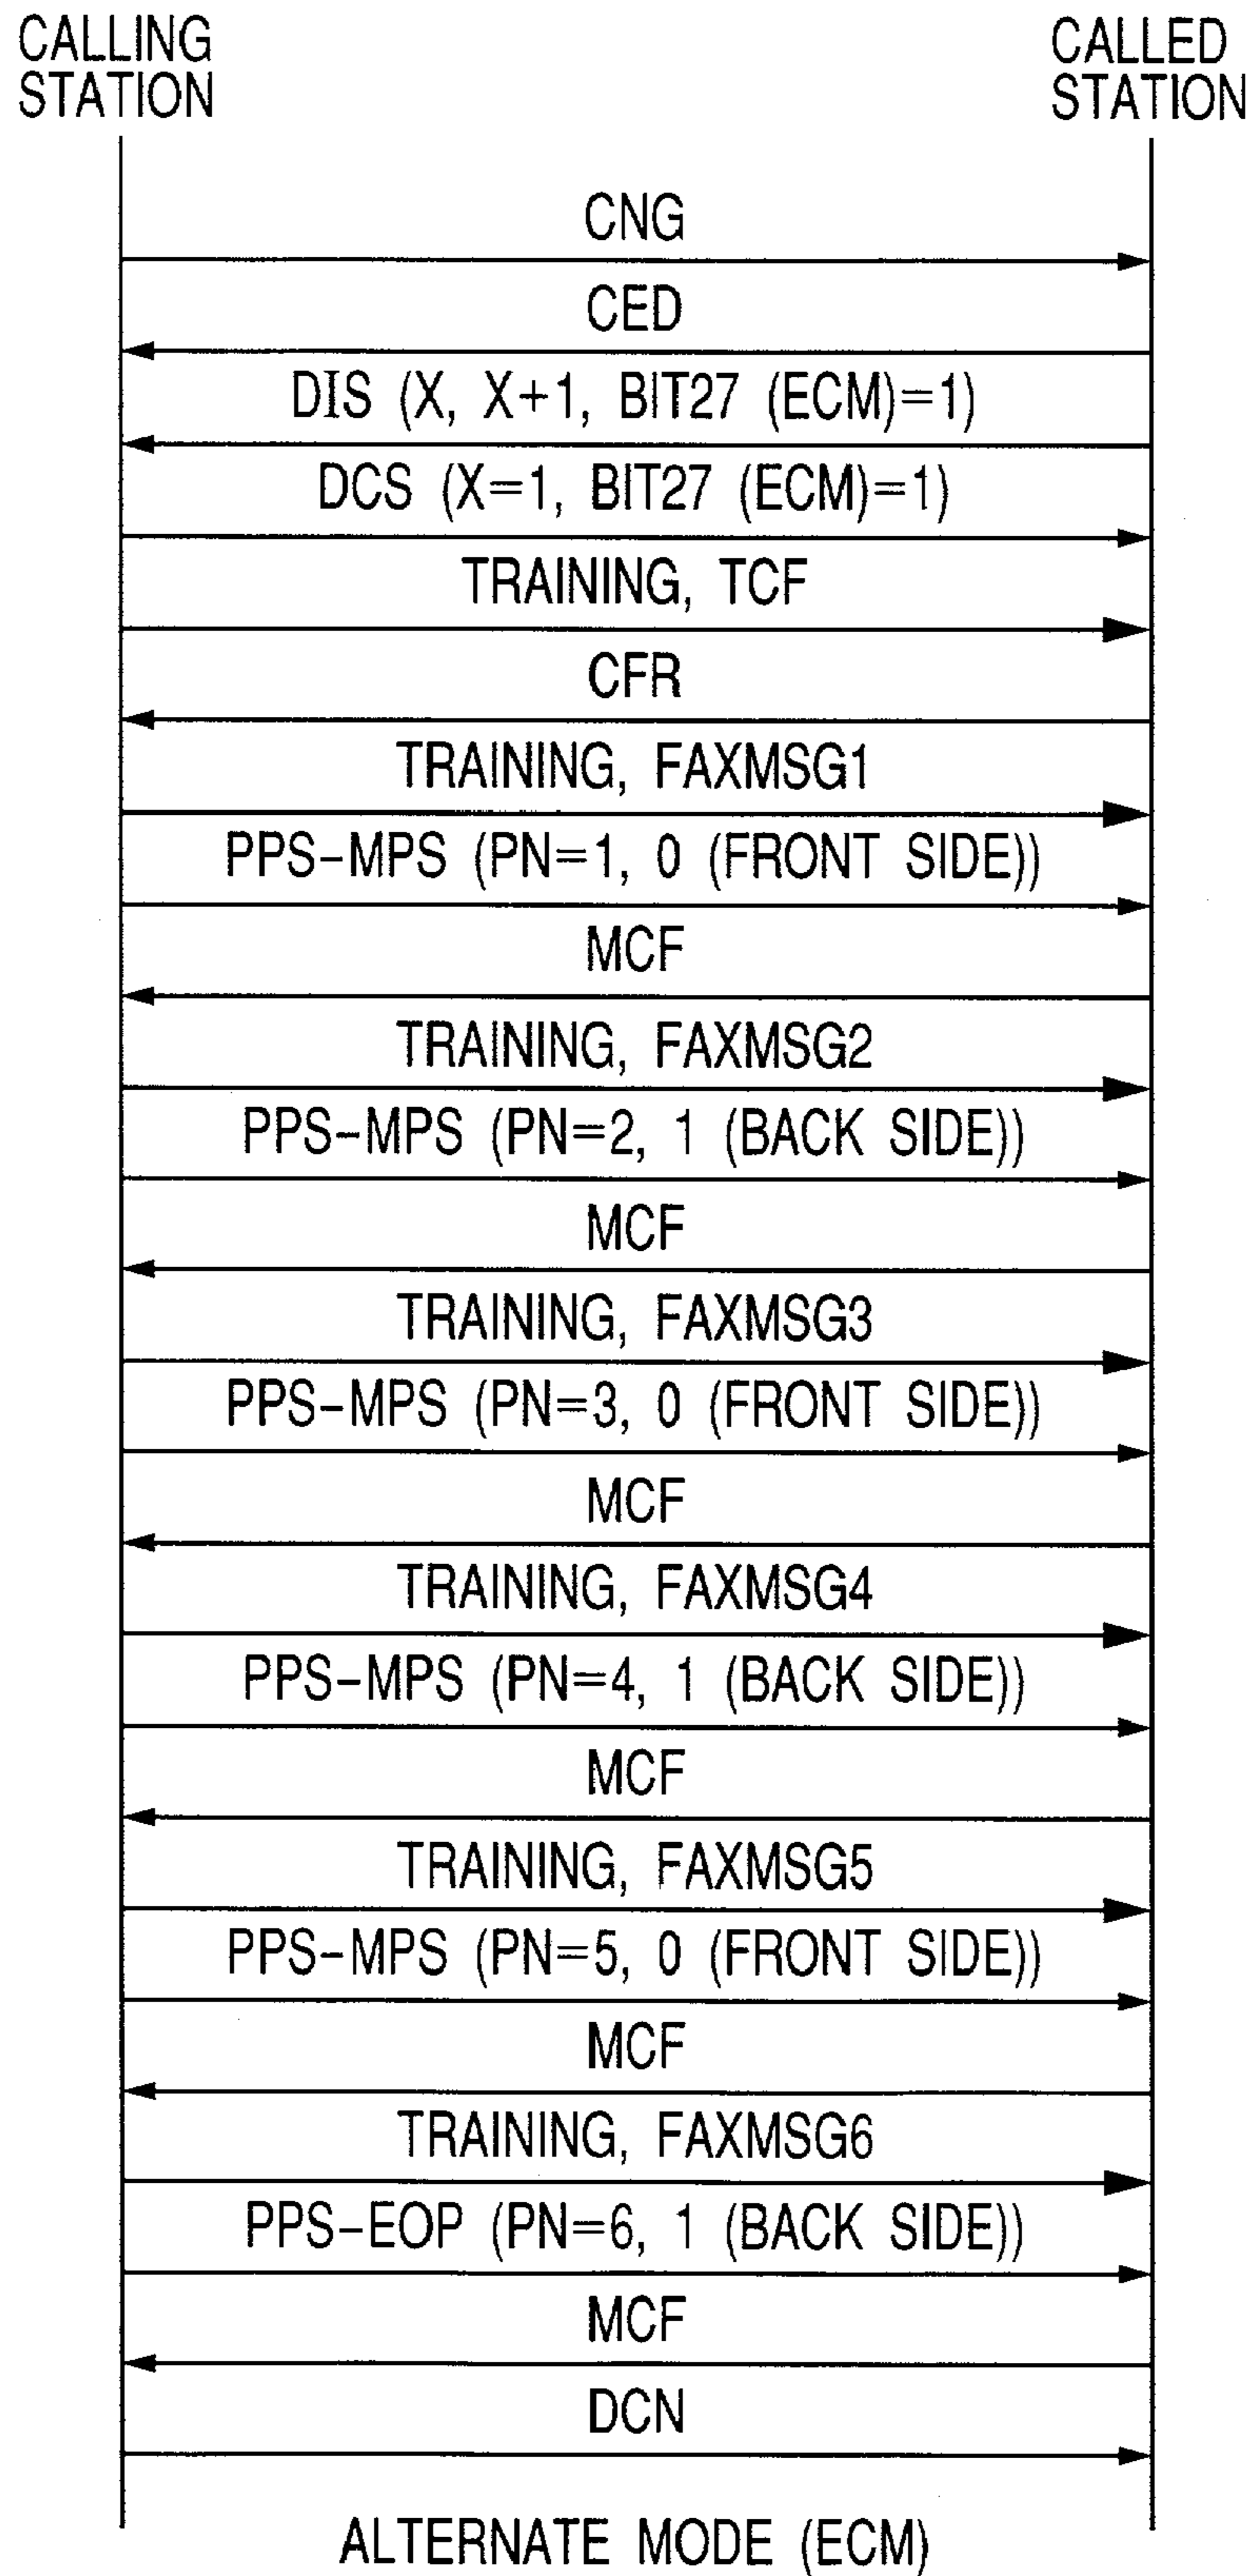 CALLING
STATION
CALLED
STATION
CNG
CED
DIS (X, X+1, BIT27 (ECM)=1)
DCS (X=1, BIT27 (ECM)=1)
TRAINING, TCF
CFR
TRAINING, FAXMSG1
PPS-MPS (PN=1, 0 (FRONT SIDE))
MCF
TRAINING, FAXMSG2
PPS-MPS (PN=2, 1 (BACK SIDE))
MCF
TRAINING, FAXMSG3
PPS-MPS (PN=3, 0 (FRONT SIDE))
MCF
TRAINING, FAXMSG4
PPS-MPS (PN=4, 1 (BACK SIDE))
MCF
TRAINING, FAXMSG5
PPS-MPS (PN=5, 0 (FRONT SIDE))
MCF
TRAINING, FAXMSG6
PPS-EOP (PN=6, 1 (BACK SIDE))
MCF
DCN
ALTERNATE MODE (ECM)